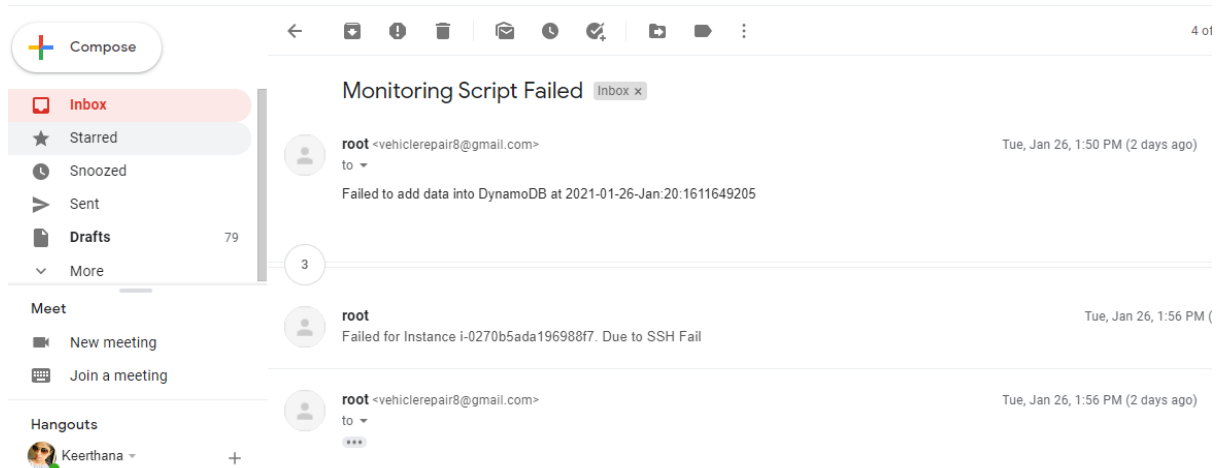 Compose
4 of
Monitoring Script Failed Inbox x
Inbox
Starred
Snoozed
Sent
Drafts 79
More
root <vehiclerepair8@gmail.com> Tue, Jan 26, 1:50 PM (2 days ago)
to
Failed to add data into DynamoDB at 2021-01-26-Jan:20:1611649205
3
root Tue, Jan 26, 1:56 PM (
Failed for Instance i-0270b5ada196988f7. Due to SSH Fail
root <vehiclerepair8@gmail.com> Tue, Jan 26, 1:56 PM (2 days ago)
to
Meet
New meeting
Join a meeting
Hangouts
Keerthana